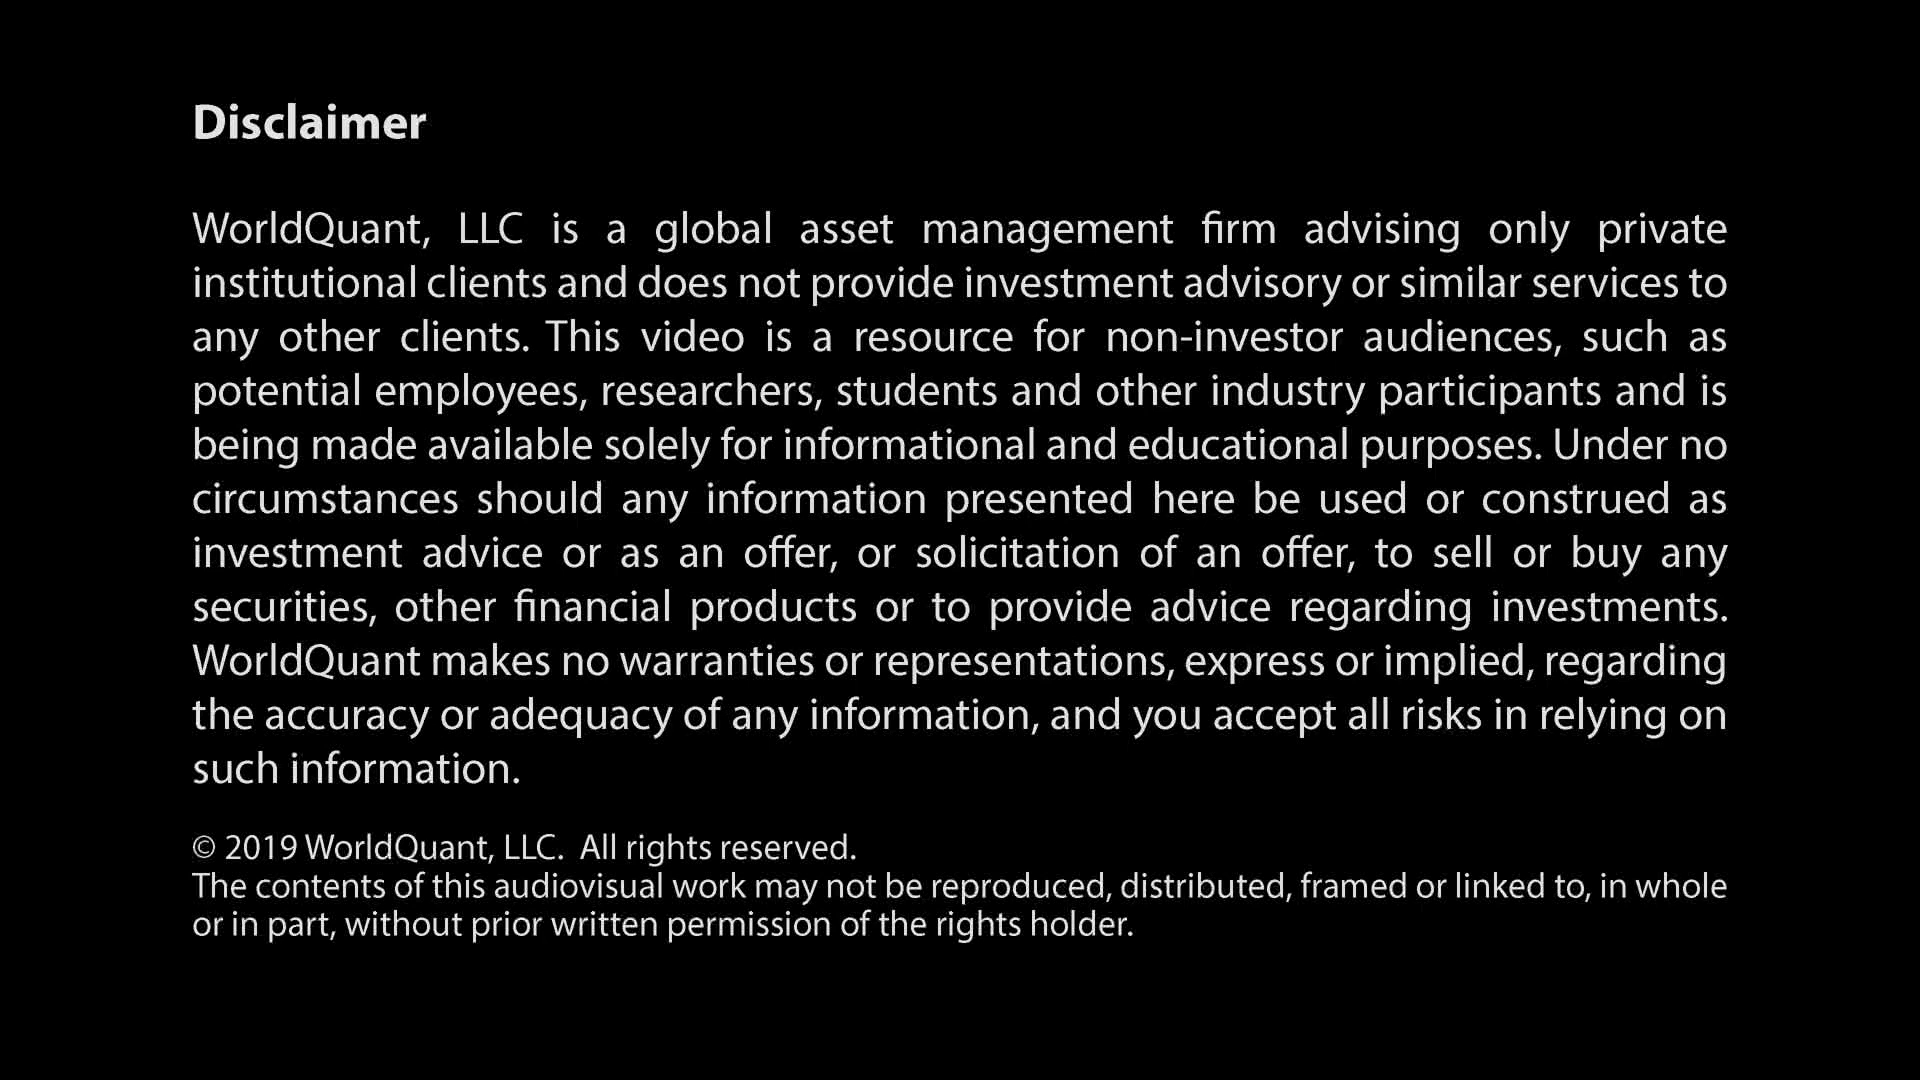 Disclaimer
WorldQuant, LLC is a global asset management firm advising only private
institutional clients and does not provide investment advisory or similar services to
any other clients. This video is a resource for non-investor audiences, such as
potential employees, researchers, students and other industry participants and is
being made available solely for informational and educational purposes. Under no
circumstances should any information presented here be used or construed as
investment advice or as an offer, or solicitation of an offer, to sell or buy any
securities, other financial products or to provide advice regarding investments.
WorldQuant makes no warranties or representations, express or implied, regarding
the accuracy or adequacy of any information, and you accept all risks in relying on
such information.
© 2019 WorldQuant, LLC.  All rights reserved.
The contents of this audiovisual work may not be reproduced, distributed, framed or linked to, in whole
or in part, without prior written permission of the rights holder.